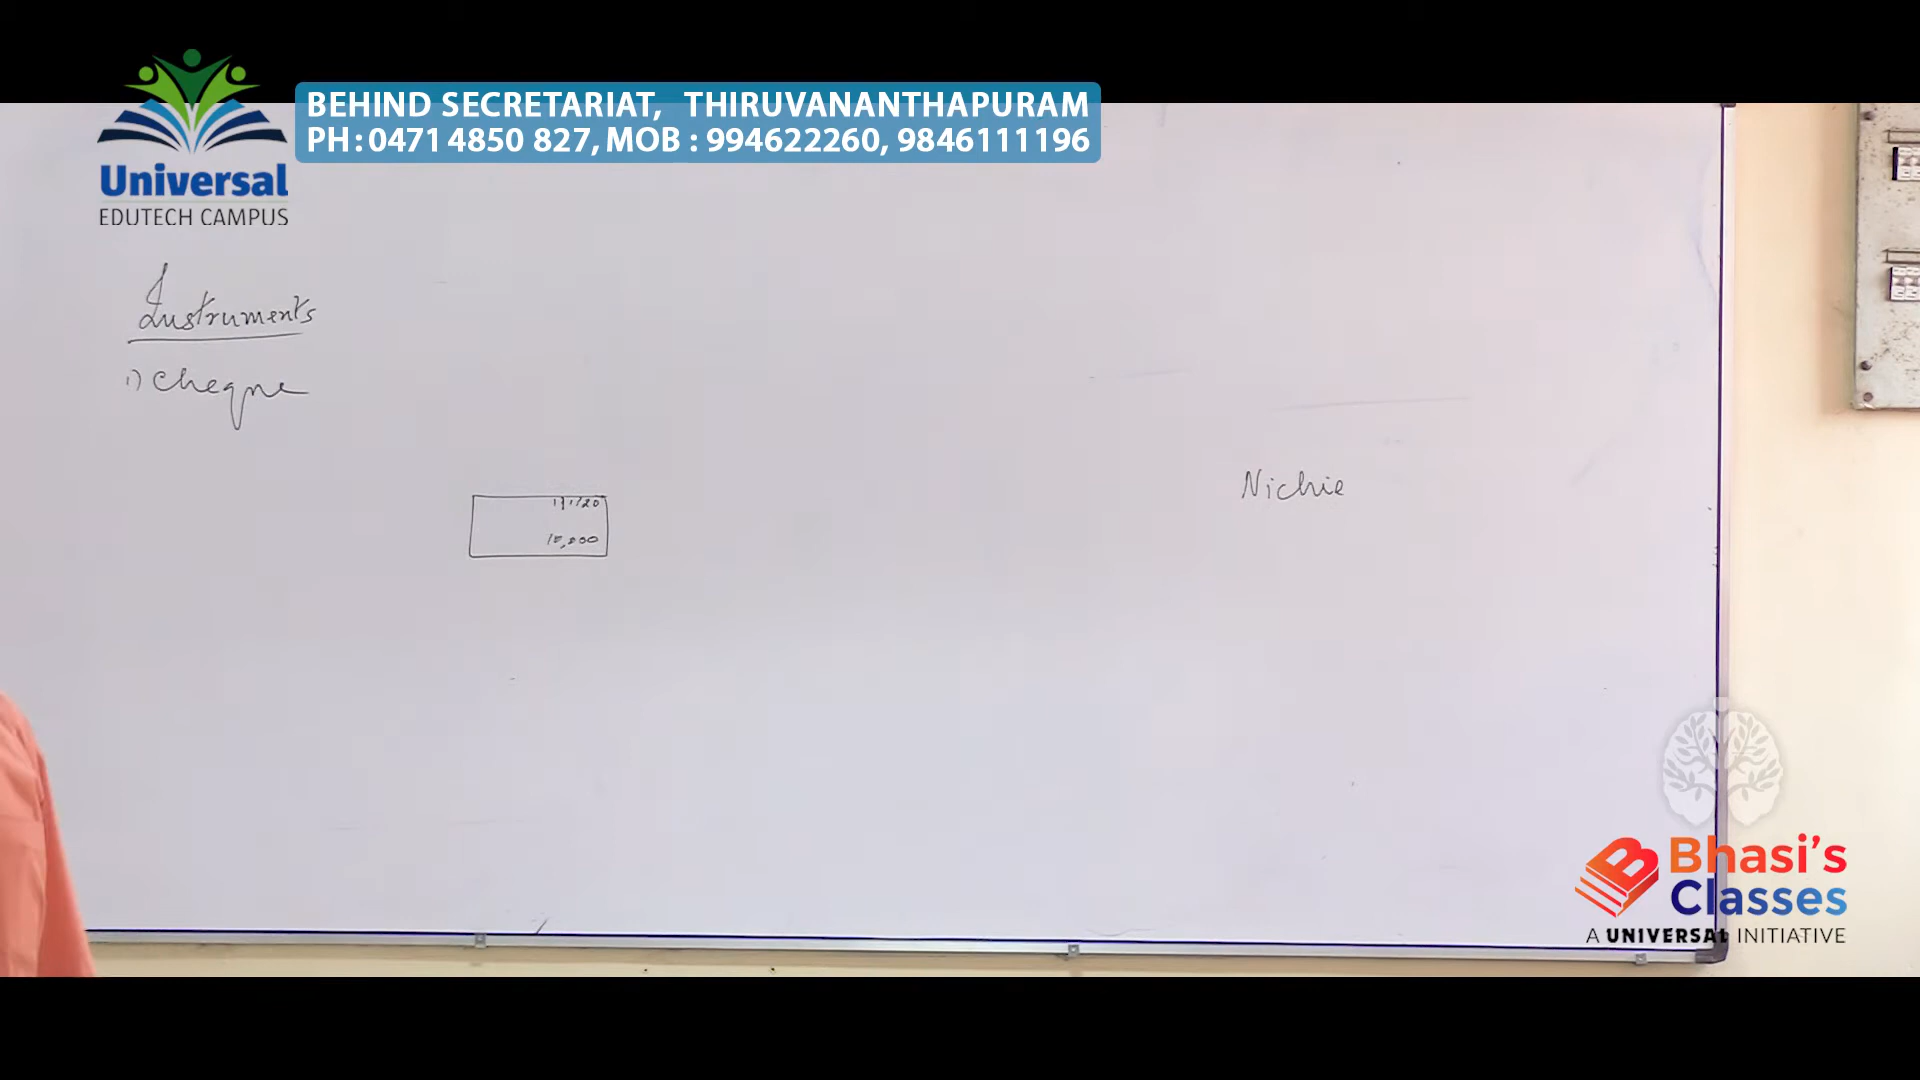 BEHIND SECRETARIAT, THIRUVANANTHAPURAM
PH : 0471 4850 827, MOB : 994622260, 9846111196
Universal
EDUTECH CAMPUS
Instruments
1) Cheque
1/1/20
10,000
Nichie
Bhasi's
Classes
A UNIVERSAL INITIATIVE